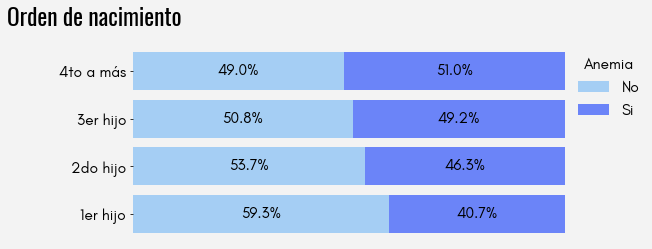 Orden de nacimiento
4to a más 49.0% 51.0%
3er hijo 50.8% 49.2%
2do hijo 53.7% 46.3%
1er hijo 59.3% 40.7%
Anemia
No
Si